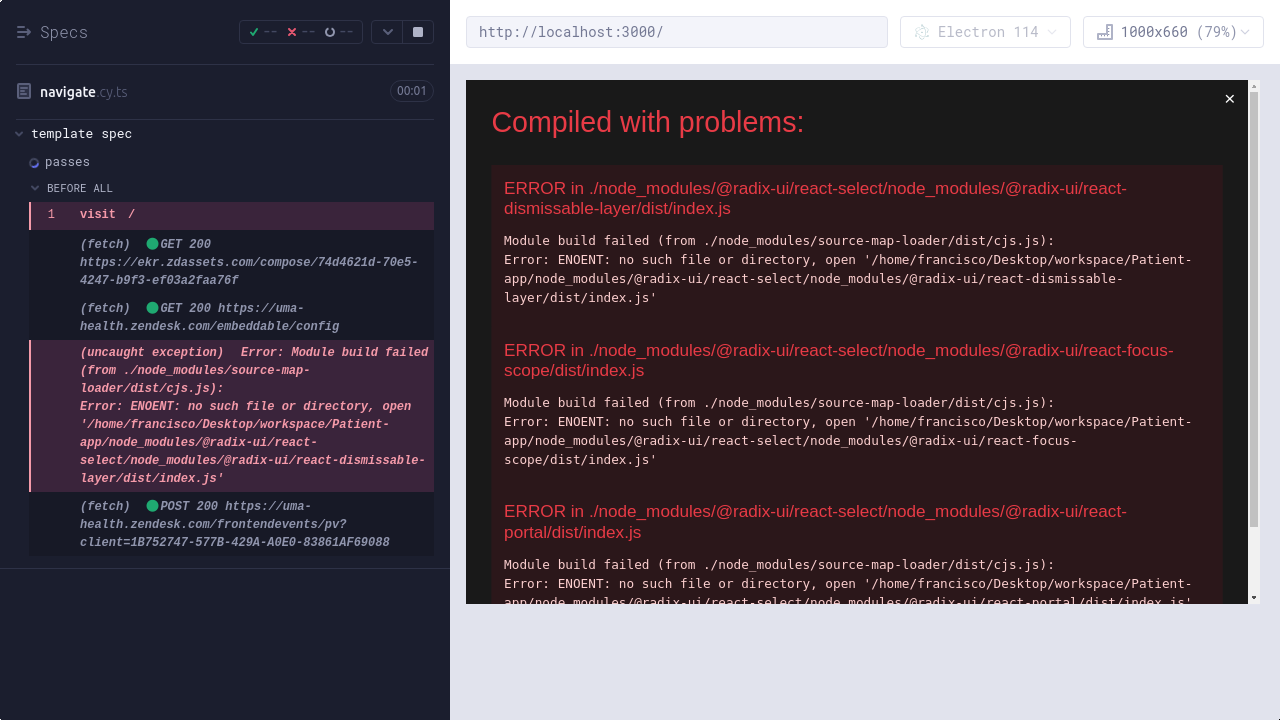 Specs
--
--
--
navigate.cy.ts
00:01
template spec
passes
BEFORE ALL
1 visit /
(fetch) GET 200
https://ekr.zdassets.com/compose/74d4621d-70e5-
4247-b9f3-ef03a2faa76f
(fetch) GET 200 https://uma-
health.zendesk.com/embeddable/config
(uncaught exception) Error: Module build failed
(from ./node_modules/source-map-
loader/dist/cjs.js):
Error: ENOENT: no such file or directory, open
'/home/francisco/Desktop/workspace/Patient-
app/node_modules/@radix-ui/react-
select/node_modules/@radix-ui/react-dismissable-
layer/dist/index.js'
(fetch) POST 200 https://uma-
health.zendesk.com/frontendevents/pv?
client=1B752747-577B-429A-A0E0-83861AF69088
http://localhost:3000/
Electron 114
1000x660 (79%)
Compiled with problems:
×
ERROR in ./node_modules/@radix-ui/react-select/node_modules/@radix-ui/react-
dismissable-layer/dist/index.js
Module build failed (from ./node_modules/source-map-loader/dist/cjs.js):
Error: ENOENT: no such file or directory, open '/home/francisco/Desktop/workspace/Patient-
app/node_modules/@radix-ui/react-select/node_modules/@radix-ui/react-dismissable-
layer/dist/index.js'
ERROR in ./node_modules/@radix-ui/react-select/node_modules/@radix-ui/react-focus-
scope/dist/index.js
Module build failed (from ./node_modules/source-map-loader/dist/cjs.js):
Error: ENOENT: no such file or directory, open '/home/francisco/Desktop/workspace/Patient-
app/node_modules/@radix-ui/react-select/node_modules/@radix-ui/react-focus-
scope/dist/index.js'
ERROR in ./node_modules/@radix-ui/react-select/node_modules/@radix-ui/react-
portal/dist/index.js
Module build failed (from ./node_modules/source-map-loader/dist/cjs.js):
Error: ENOENT: no such file or directory, open '/home/francisco/Desktop/workspace/Patient-
app/node_modules/@radix-ui/react-select/node_modules/@radix-ui/react-portal/dist/index.js'